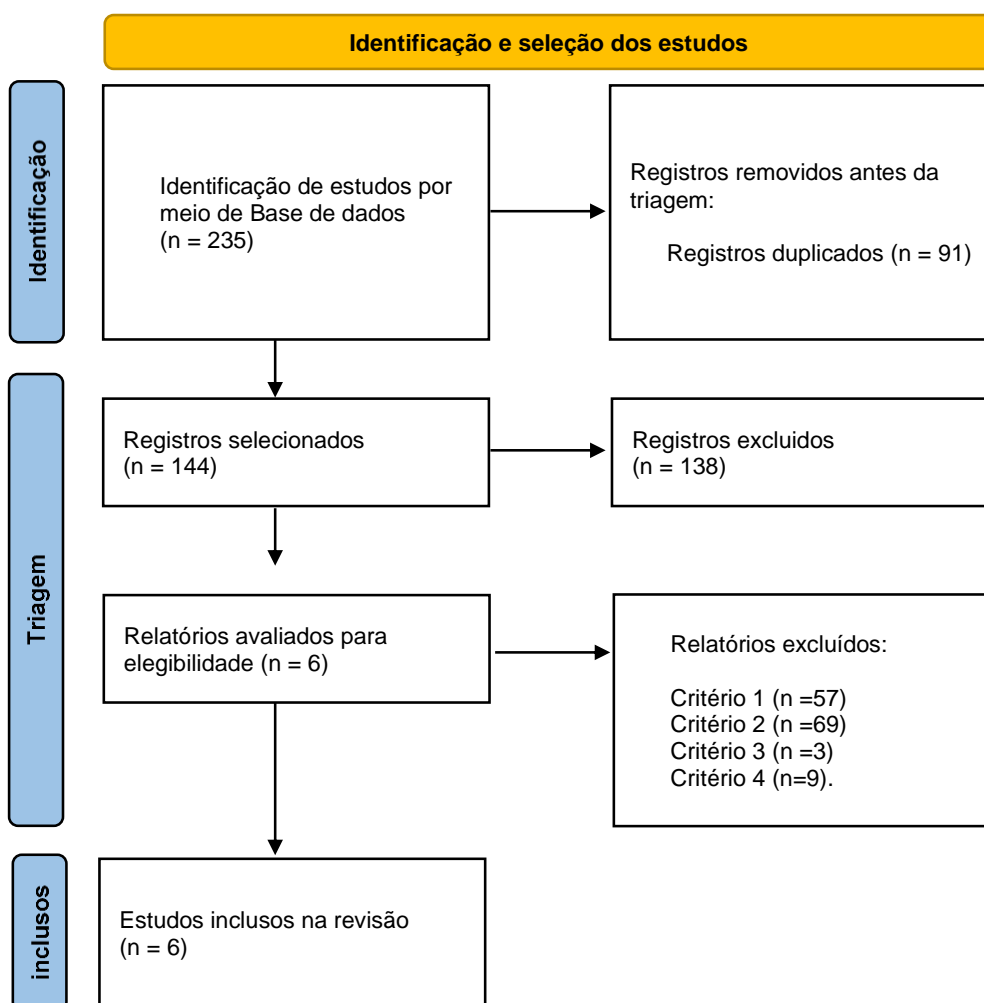 Identificação e seleção dos estudos
Identificação
Identificação de estudos por
meio de Base de dados
(n = 235)
Registros removidos antes da
triagem:
Registros duplicados (n = 91)
Triagem
Registros selecionados
(n = 144)
Registros excluidos
(n = 138)
Relatórios avaliados para
elegibilidade (n = 6)
Relatórios excluídos:
Critério 1 (n =57)
Critério 2 (n =69)
Critério 3 (n =3)
Critério 4 (n=9).
inclusos
Estudos inclusos na revisão
(n = 6)